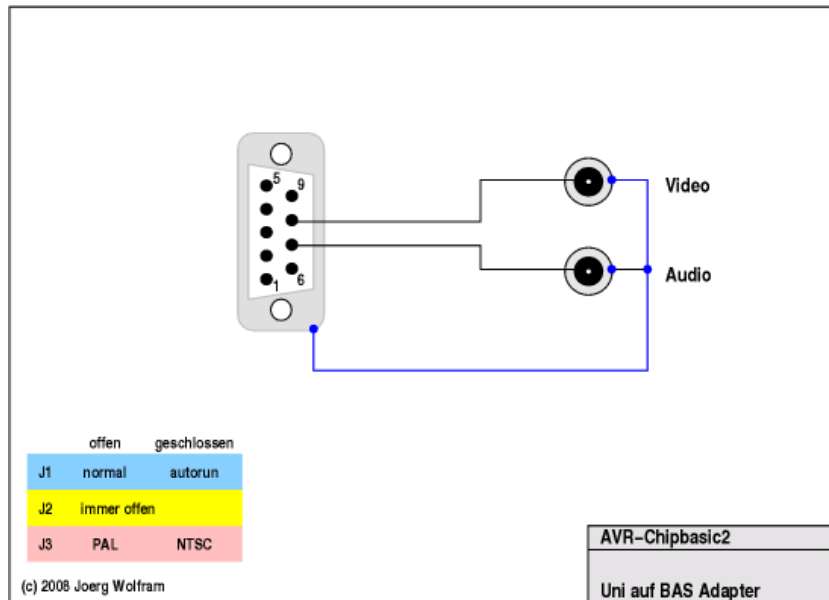 5
9
Video
Audio
1
6
offen geschlossen
J1 normal autorun
J2 immer offen
J3 PAL NTSC
(c) 2008 Joerg Wolfram
AVR-Chipbasic2
Uni auf BAS Adapter